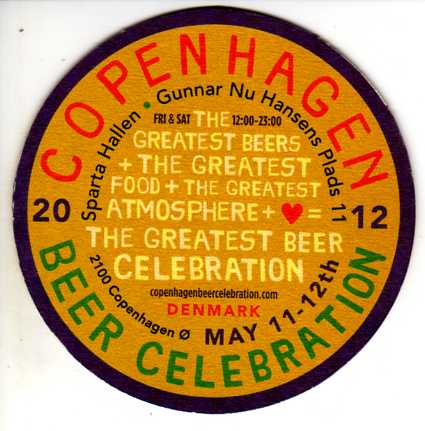 COPENHAGEN
Sparta Hallen · Gunnar Nu Hansens Plads 11
FRI & SAT THE 12:00-23:00
GREATEST BEERS
+ THE GREATEST
FOOD + THE GREATEST
ATMOSPHERE + ♥ =
20 12
THE GREATEST BEER
CELEBRATION
copenhagenbeercelebration.com
DENMARK
2100 Copenhagen Ø MAY 11-12th
BEER CELEBRATION